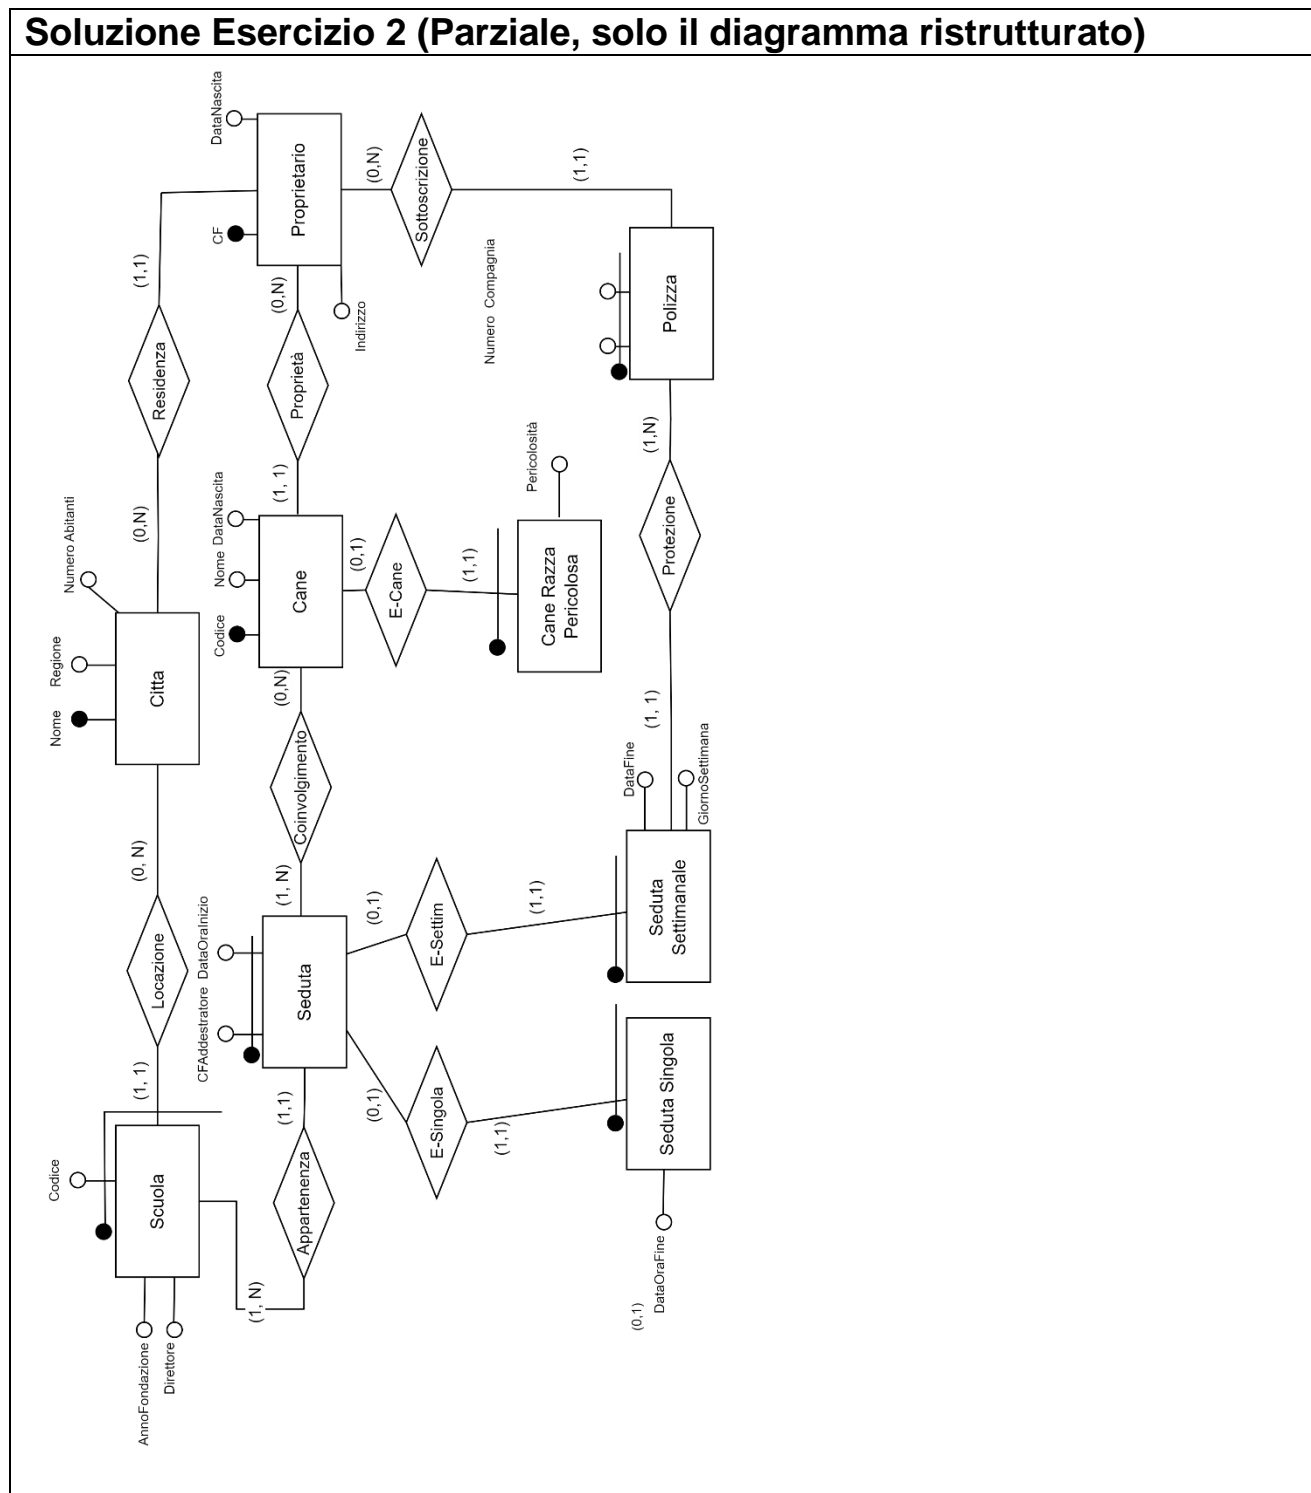 Soluzione Esercizio 2 (Parziale, solo il diagramma ristrutturato)
DataNascita
Proprietario
CF
Indirizzo
(0,N)
Sottoscrizione
(1,1)
(1,1)
Residenza
(0,N)
(0,N)
Proprietà
(1, 1)
Numero Compagnia
Polizza
(1,N)
Protezione
(1, 1)
Numero Abitanti
Regione
Nome
Citta
DataNascita
Nome
Codice
Cane
(0,1)
E-Cane
(1,1)
Pericolosità
Cane Razza
Pericolosa
(0,N)
Coinvolgimento
(1, N)
(0, N)
Locazione
(1, 1)
DataFine
GiornoSettimana
Seduta
Settimanale
CFAddestratore DataOraInizio
Seduta
(0,1)
E-Settim
(1,1)
(0,1)
E-Singola
(1,1)
Seduta Singola
(0,1)
DataOraFine
(1,1)
Appartenenza
(1, N)
Codice
Scuola
AnnoFondazione
Direttore